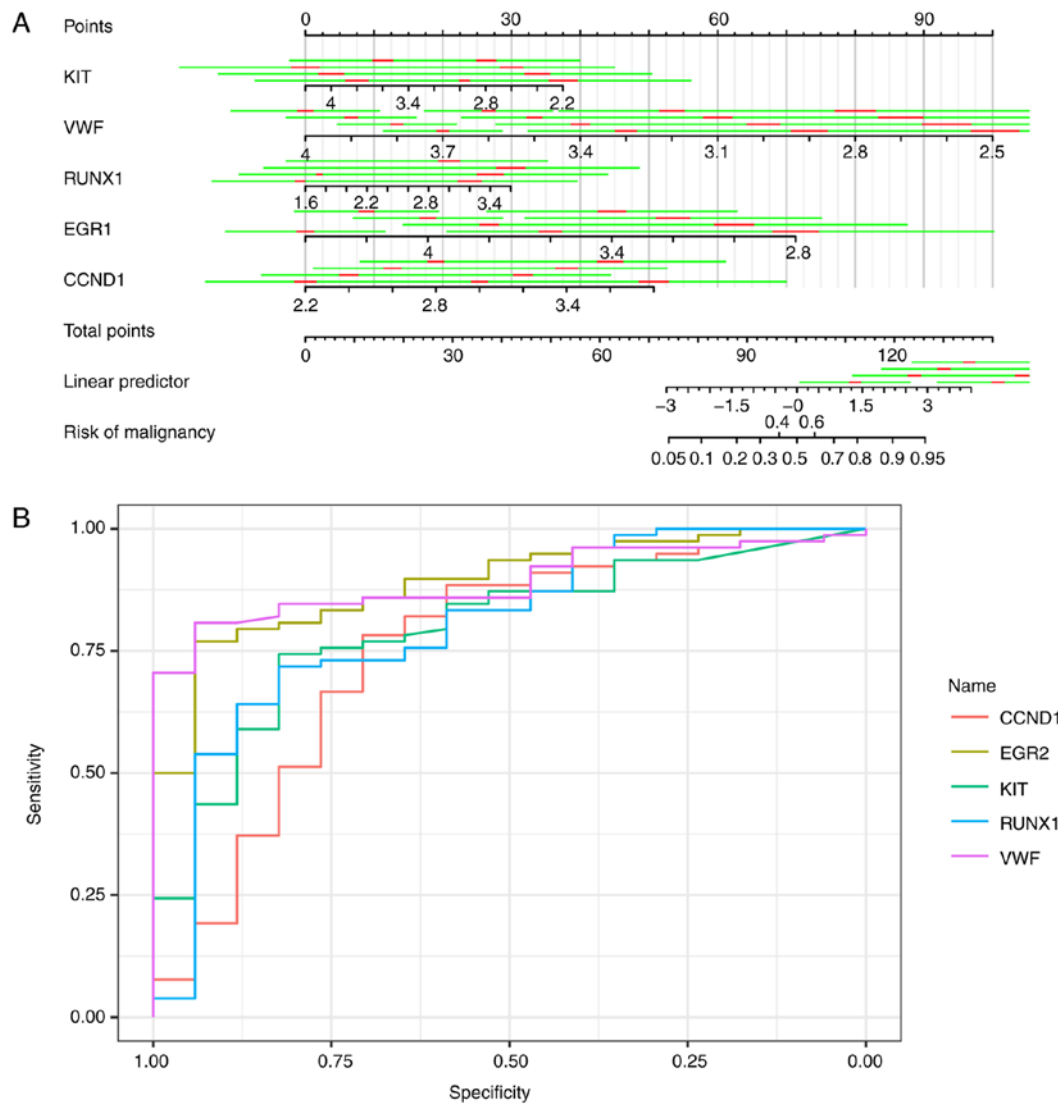 A
Points 0 30 60 90
KIT
4 3.4 2.8 2.2
VWF
4 3.7 3.4 3.1 2.8 2.5
RUNX1
1.6 2.2 2.8 3.4
EGR1
4 3.4 2.8
CCND1
2.2 2.8 3.4
Total points
0 30 60 90 120
Linear predictor
-3 -1.5 -0 1.5 3
Risk of malignancy
0.4 0.6
0.05 0.1 0.2 0.3 0.5 0.7 0.8 0.9 0.95
B
1.00
0.75
0.50
0.25
0.00
Sensitivity
1.00 0.75 0.50 0.25 0.00
Specificity
Name
CCND1
EGR2
KIT
RUNX1
VWF